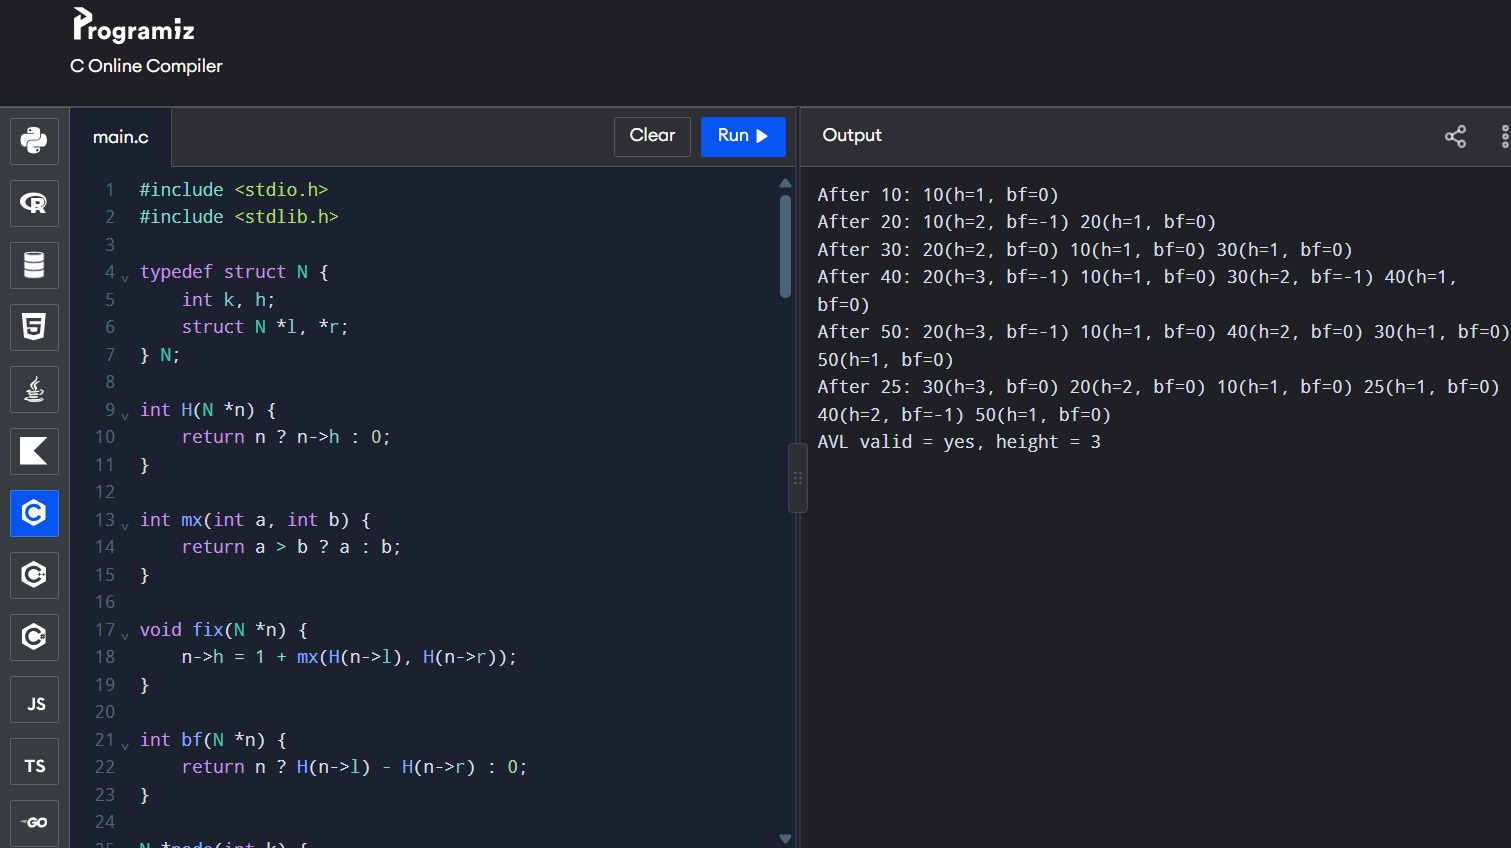 Programiz
C Online Compiler
main.c
Clear
Run
Output
1 #include <stdio.h>
2 #include <stdlib.h>
3
4 typedef struct N {
5     int k, h;
6     struct N *l, *r;
7 } N;
8
9 int H(N *n) {
10     return n ? n->h : 0;
11 }
12
13 int mx(int a, int b) {
14     return a > b ? a : b;
15 }
16
17 void fix(N *n) {
18     n->h = 1 + mx(H(n->l), H(n->r));
19 }
20
21 int bf(N *n) {
22     return n ? H(n->l) - H(n->r) : 0;
23 }
24
After 10: 10(h=1, bf=0)
After 20: 10(h=2, bf=-1) 20(h=1, bf=0)
After 30: 20(h=2, bf=0) 10(h=1, bf=0) 30(h=1, bf=0)
After 40: 20(h=3, bf=-1) 10(h=1, bf=0) 30(h=2, bf=-1) 40(h=1,
bf=0)
After 50: 20(h=3, bf=-1) 10(h=1, bf=0) 40(h=2, bf=0) 30(h=1, bf=0)
50(h=1, bf=0)
After 25: 30(h=3, bf=0) 20(h=2, bf=0) 10(h=1, bf=0) 25(h=1, bf=0)
40(h=2, bf=-1) 50(h=1, bf=0)
AVL valid = yes, height = 3
R
5
C
C++
C#
JS
TS
GO